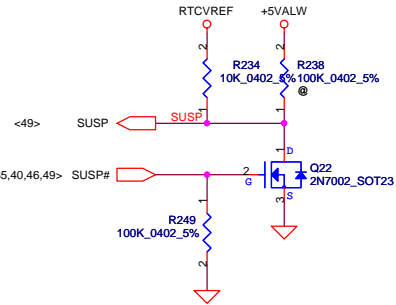 RTCVREF +5VALW
2 2
R234 R238
10K_0402_5% 100K_0402_5%
@
1 1
<49> SUSP SUSP
1
D
5,40,46,49> SUSP# 2 Q22
G 2N7002_SOT23
S
3
1
R249
100K_0402_5%
2